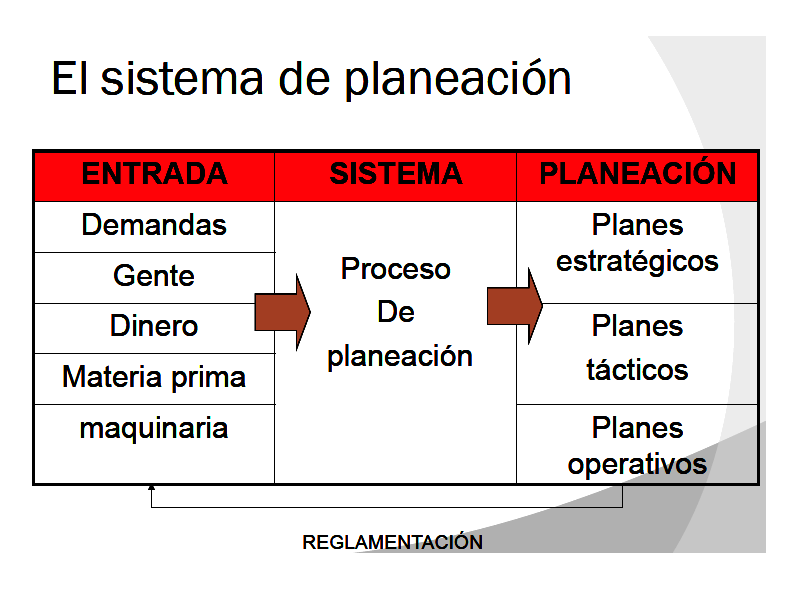 El sistema de planeación
ENTRADA SISTEMA PLANEACIÓN
Demandas
Gente
Dinero
Materia prima
maquinaria
Proceso
De
planeación
Planes
estratégicos
Planes
tácticos
Planes
operativos
REGLAMENTACIÓN